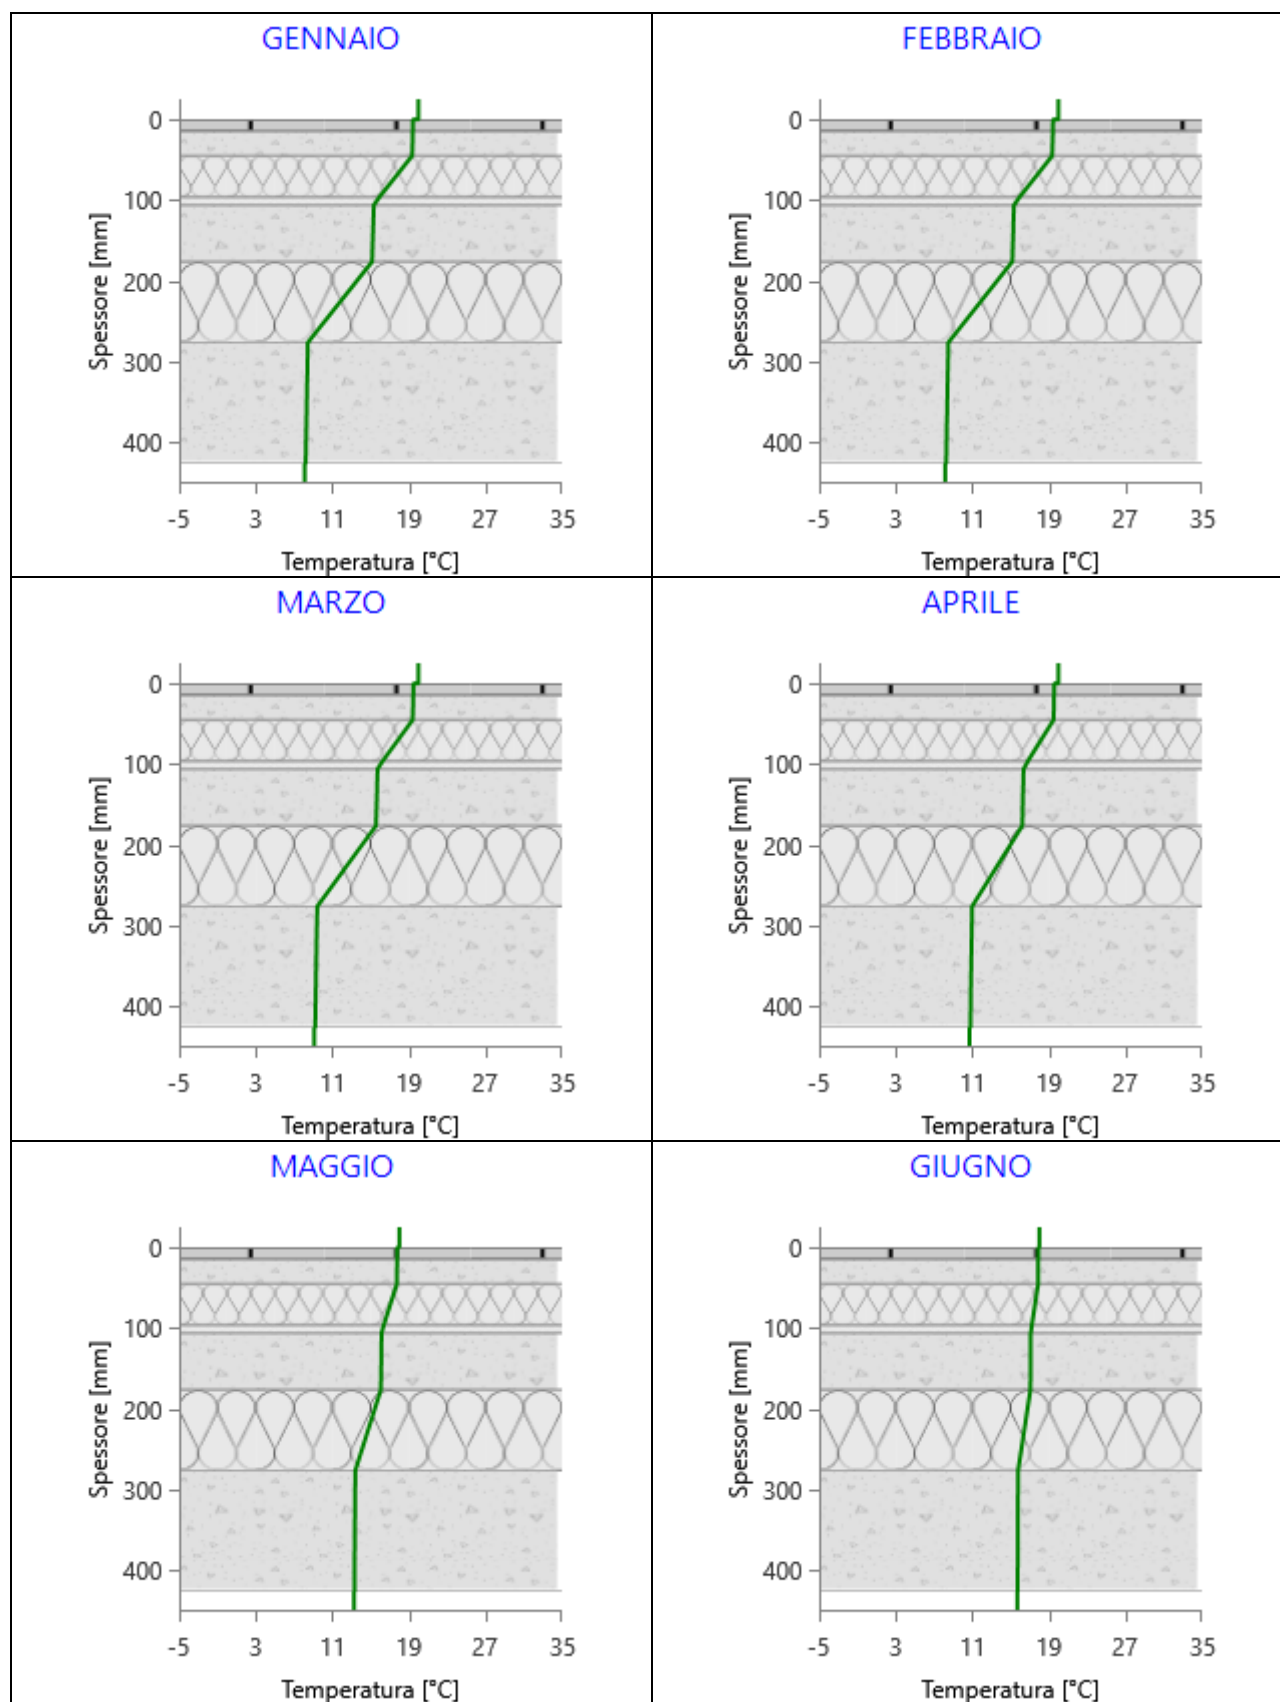 GENNAIO
0
100
200
300
400
Spessore [mm]
-5 3 11 19 27 35
Temperatura [°C]
FEBBRAIO
0
100
200
300
400
Spessore [mm]
-5 3 11 19 27 35
Temperatura [°C]
MARZO
0
100
200
300
400
Spessore [mm]
-5 3 11 19 27 35
Temperatura [°C]
APRILE
0
100
200
300
400
Spessore [mm]
-5 3 11 19 27 35
Temperatura [°C]
MAGGIO
0
100
200
300
400
Spessore [mm]
-5 3 11 19 27 35
Temperatura [°C]
GIUGNO
0
100
200
300
400
Spessore [mm]
-5 3 11 19 27 35
Temperatura [°C]